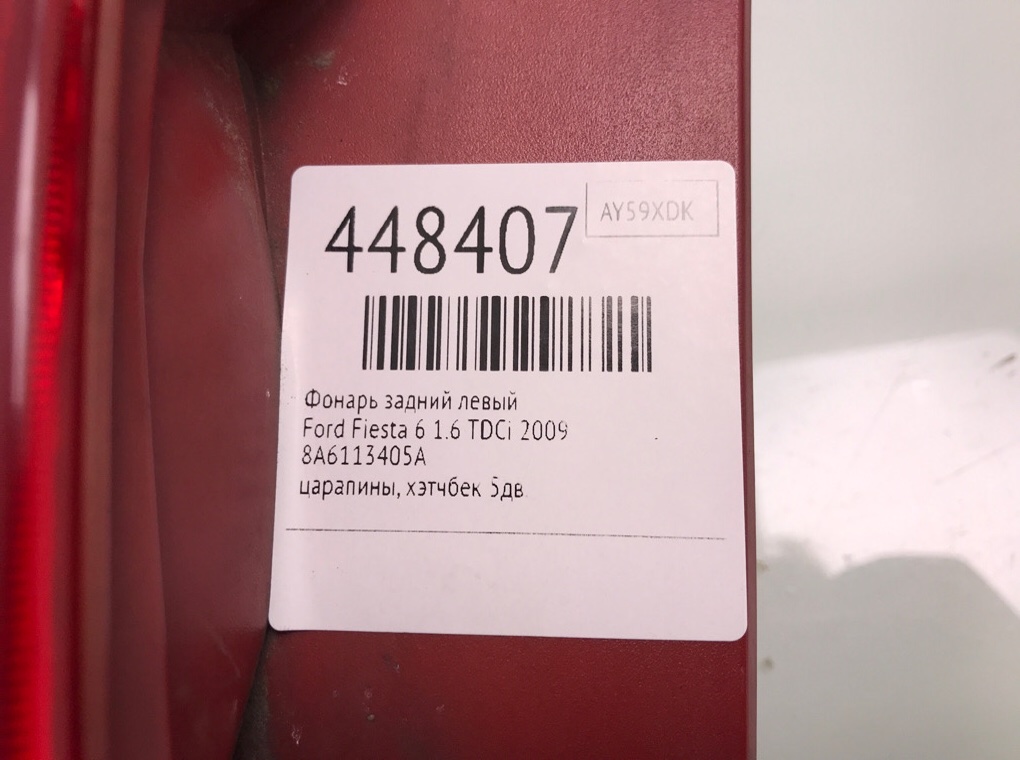 448407
AY59XDK
Фонарь задний левый
Ford Fiesta 6 1.6 TDCi 2009
8A6113405A
царапины, хэтчбек 5дв.